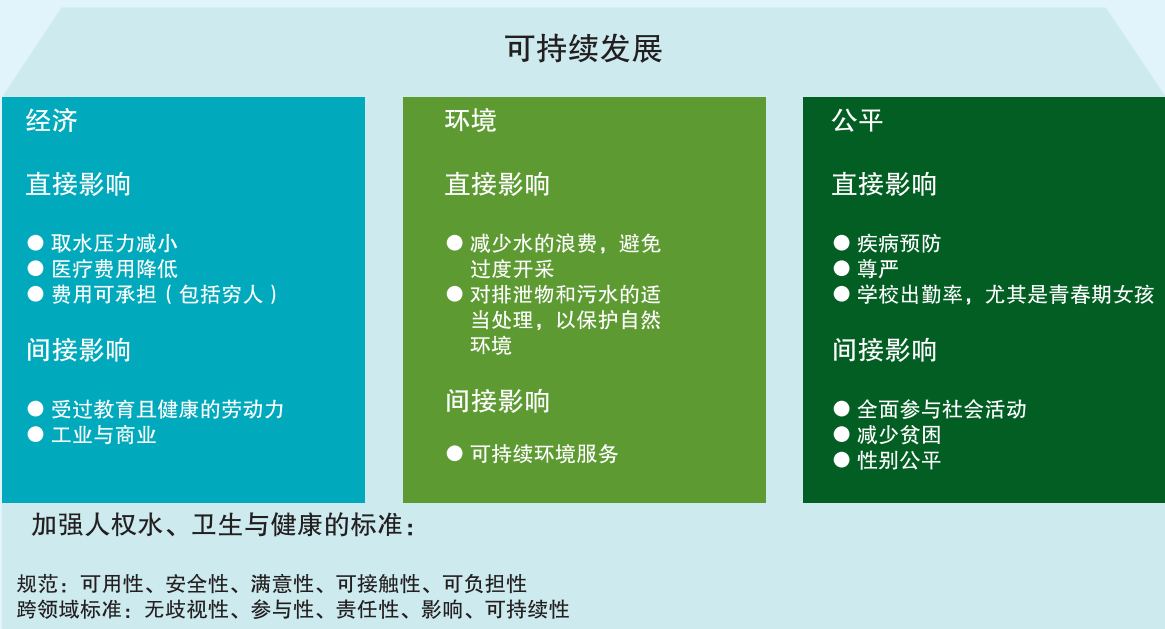 可持续发展
经济
直接影响
● 取水压力减小
● 医疗费用降低
● 费用可承担（包括穷人）
间接影响
● 受过教育且健康的劳动力
● 工业与商业
环境
直接影响
● 减少水的浪费，避免
过度开采
● 对排泄物和污水的适
当处理，以保护自然
环境
间接影响
● 可持续环境服务
公平
直接影响
● 疾病预防
● 尊严
● 学校出勤率，尤其是青春期女孩
间接影响
● 全面参与社会活动
● 减少贫困
● 性别公平
加强人权水、卫生与健康的标准：
规范：可用性、安全性、满意性、可接触性、可负担性
跨领域标准：无歧视性、参与性、责任性、影响、可持续性